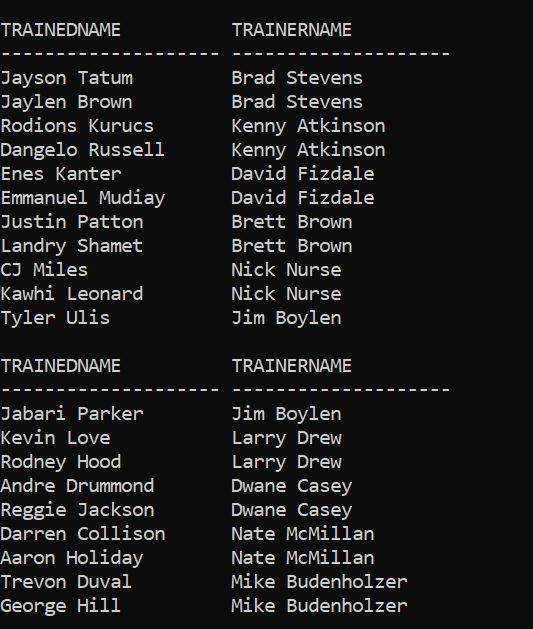 TRAINEDNAME TRAINERNAME
-------------------- --------------------
Jayson Tatum Brad Stevens
Jaylen Brown Brad Stevens
Rodions Kurucs Kenny Atkinson
Dangelo Russell Kenny Atkinson
Enes Kanter David Fizdale
Emmanuel Mudiay David Fizdale
Justin Patton Brett Brown
Landry Shamet Brett Brown
CJ Miles Nick Nurse
Kawhi Leonard Nick Nurse
Tyler Ulis Jim Boylen
TRAINEDNAME TRAINERNAME
-------------------- --------------------
Jabari Parker Jim Boylen
Kevin Love Larry Drew
Rodney Hood Larry Drew
Andre Drummond Dwane Casey
Reggie Jackson Dwane Casey
Darren Collison Nate McMillan
Aaron Holiday Nate McMillan
Trevon Duval Mike Budenholzer
George Hill Mike Budenholzer